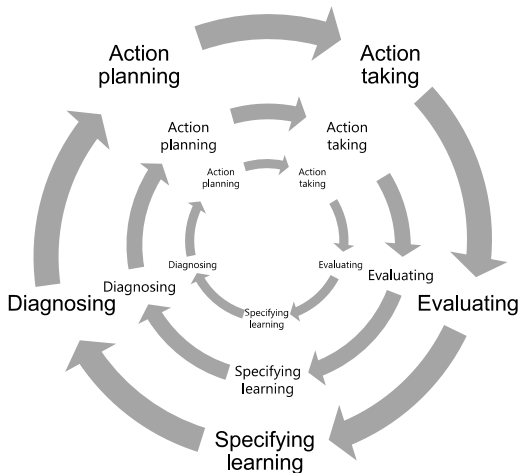 Action
planning
Action
taking
Action
planning
Action
taking
Action
planning
Action
taking
Diagnosing
Evaluating
Evaluating
Diagnosing
Diagnosing
Evaluating
Specifying
learning
Specifying
learning
Specifying
learning